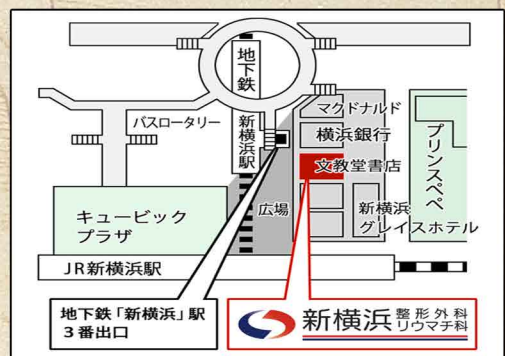 地下鉄
新横浜駅
バスロータリー
マクドナルド
横浜銀行
文教堂書店
プリンスペペ
広場
新横浜
グレイスホテル
キュービック
プラザ
JR新横浜駅
地下鉄「新横浜」駅
3番出口
新横浜 整形外科
リウマチ科